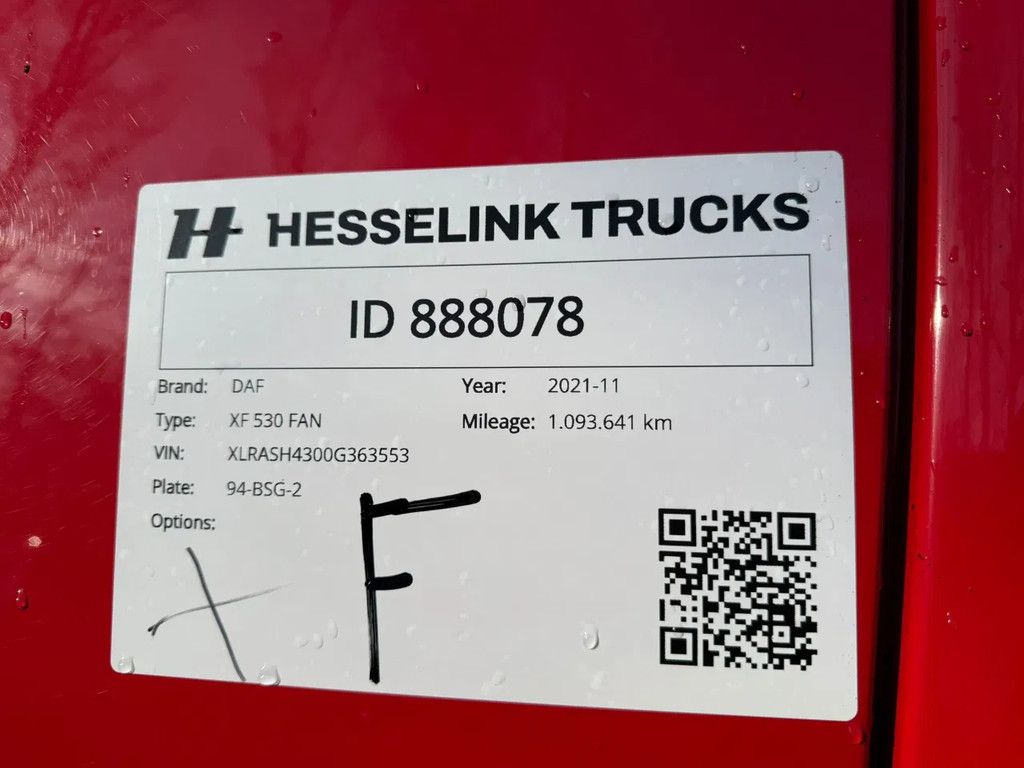 H HESSELINK TRUCKS
ID 888078
Brand: DAF Year: 2021-11
Type: XF 530 FAN Mileage: 1.093.641 km
VIN: XLRASH4300G363553
Plate: 94-BSG-2
Options:
X F